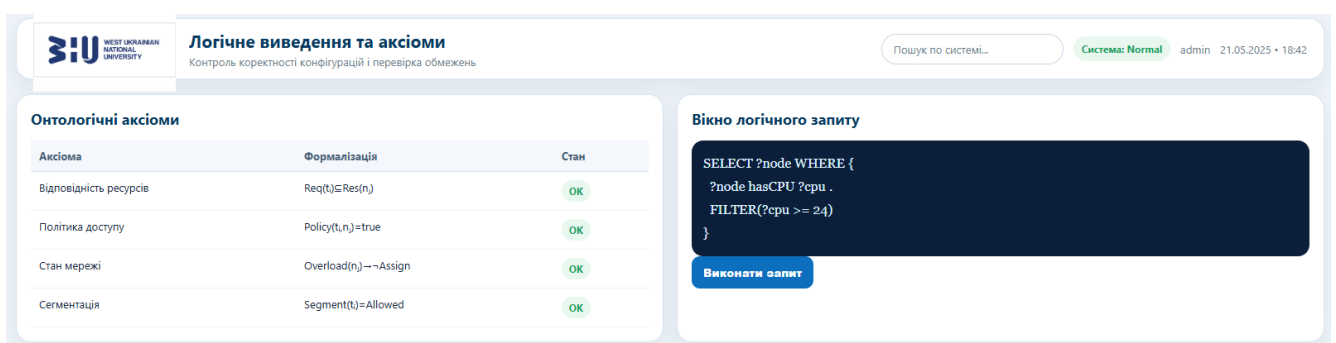 WEST UKRAINIAN
NATIONAL
UNIVERSITY
Логічне виведення та аксіоми
Контроль коректності конфігурацій і перевірка обмежень
Пошук по системі...
Система: Normal
admin
21.05.2025 • 18:42
Онтологічні аксіоми
Аксіома Формалізація Стан
Відповідність ресурсів Req(tᵢ)⊆Res(nⱼ) OK
Політика доступу Policy(tᵢ,nⱼ)=true OK
Стан мережі Overload(nⱼ)→¬Assign OK
Сегментація Segment(tᵢ)=Allowed OK
Вікно логічного запиту
SELECT ?node WHERE {
?node hasCPU ?cpu .
FILTER(?cpu >= 24)
}
Виконати запит